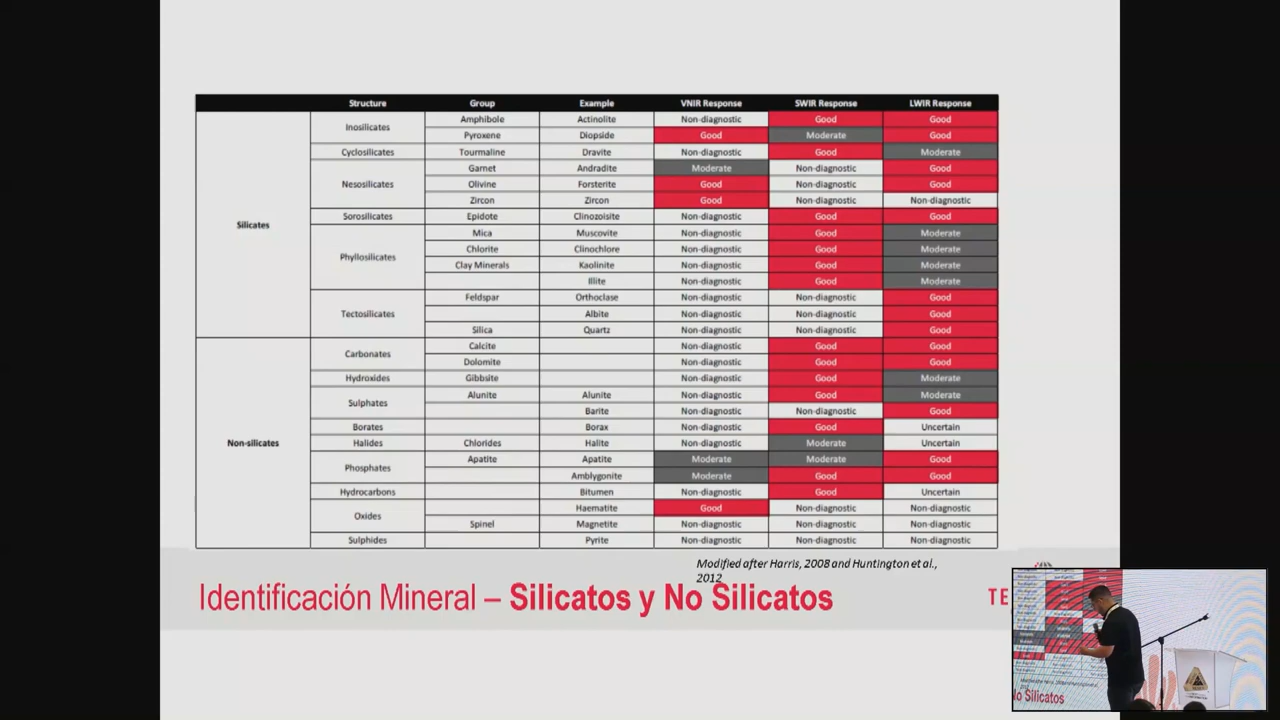 Structure Group Example VNIR Response SWIR Response LWIR Response
Silicates Inosilicates Amphibole Actinolite Non-diagnostic Good Good
Pyroxene Diopside Good Moderate Good
Cyclosilicates Tourmaline Dravite Non-diagnostic Good Moderate
Nesosilicates Garnet Andradite Moderate Non-diagnostic Good
Olivine Forsterite Good Non-diagnostic Good
Zircon Zircon Good Non-diagnostic Non-diagnostic
Sorosilicates Epidote Clinozoisite Non-diagnostic Good Good
Phyllosilicates Mica Muscovite Non-diagnostic Good Moderate
Chlorite Clinochlore Non-diagnostic Good Moderate
Clay Minerals Kaolinite Non-diagnostic Good Moderate
Illite Non-diagnostic Good Moderate
Tectosilicates Feldspar Orthoclase Non-diagnostic Non-diagnostic Good
Albite Non-diagnostic Non-diagnostic Good
Silica Quartz Non-diagnostic Non-diagnostic Good
Non-silicates Carbonates Calcite Non-diagnostic Good Good
Dolomite Non-diagnostic Good Good
Hydroxides Gibbsite Non-diagnostic Good Moderate
Sulphates Alunite Alunite Non-diagnostic Good Moderate
Barite Non-diagnostic Non-diagnostic Good
Borates Borax Non-diagnostic Good Uncertain
Halides Chlorides Halite Non-diagnostic Moderate Uncertain
Phosphates Apatite Apatite Moderate Moderate Good
Amblygonite Moderate Good Good
Hydrocarbons Bitumen Non-diagnostic Good Uncertain
Oxides Haematite Good Non-diagnostic Non-diagnostic
Spinel Magnetite Non-diagnostic Non-diagnostic Non-diagnostic
Sulphides Pyrite Non-diagnostic Non-diagnostic Non-diagnostic
Modified after Harris, 2008 and Huntington et al.,
2012
Identificación Mineral – Silicatos y No Silicatos
TE
No Silicatos